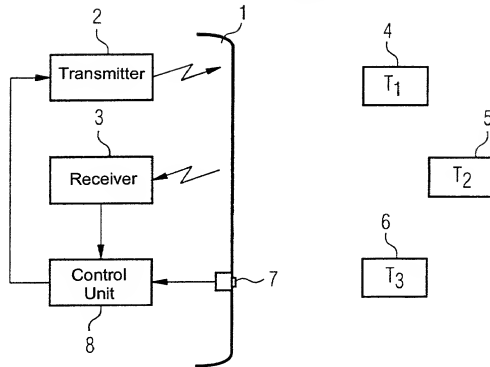 1
2
Transmitter
4
T1
3
Receiver
5
T2
6
T3
Control
Unit
7
8